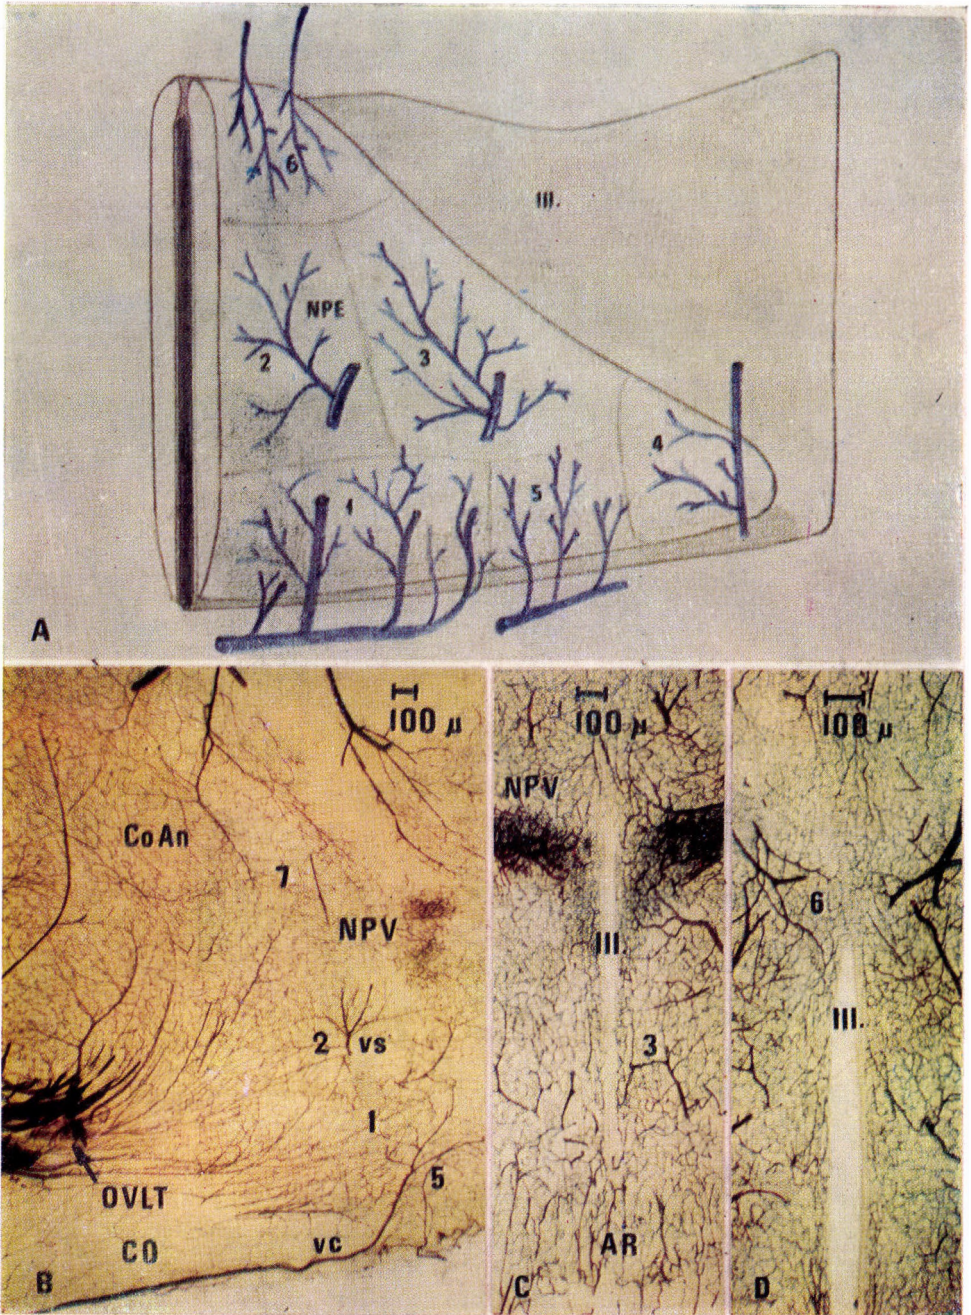 6
III.
NPE
2
3
4
1
5
A
100 μ
CoAn
7
NPV
2 vs
1
5
OVLT
CO
vc
B
100 μ
NPV
III.
3
AR
C
100 μ
6
III.
D